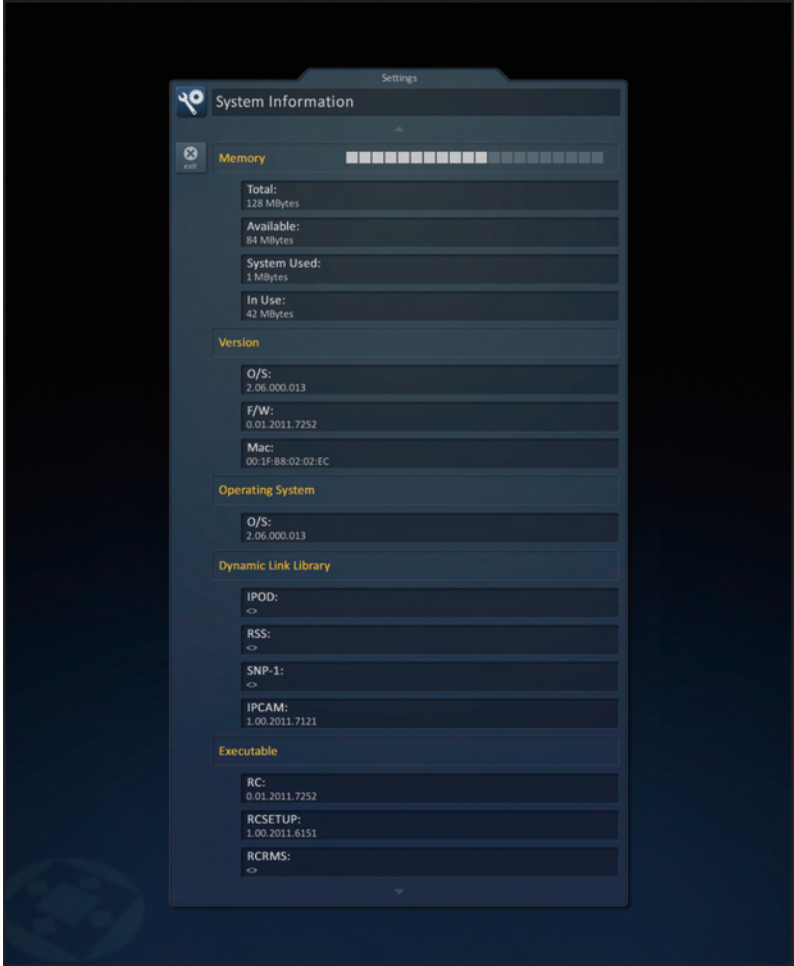 Settings
System Information
exit
Memory
Total:
128 MBytes
Available:
84 MBytes
System Used:
1 MBytes
In Use:
42 MBytes
Version
O/S:
2.06.000.013
F/W:
0.01.2011.7252
Mac:
00:1F:B8:02:02:EC
Operating System
O/S:
2.06.000.013
Dynamic Link Library
IPOD:
<>
RSS:
<>
SNP-1:
<>
IPCAM:
1.00.2011.7121
Executable
RC:
0.01.2011.7252
RCSETUP:
1.00.2011.6151
RCRMS:
<>